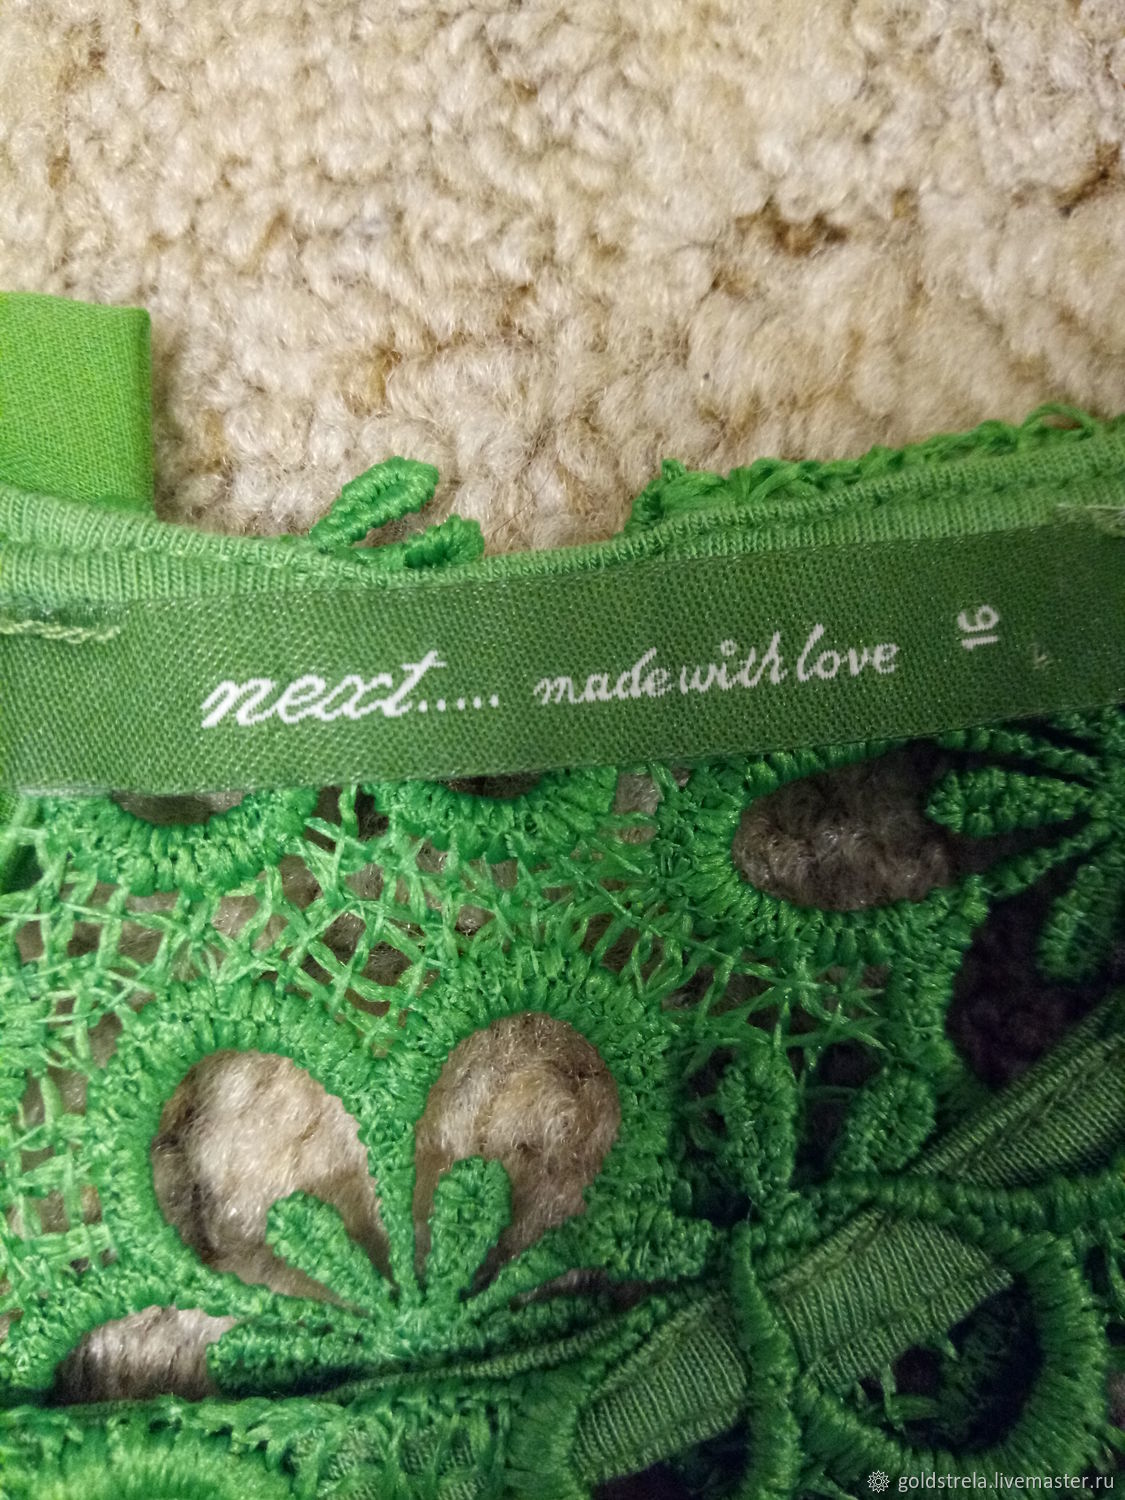 next..... made with love 16
goldstrela.livemaster.ru